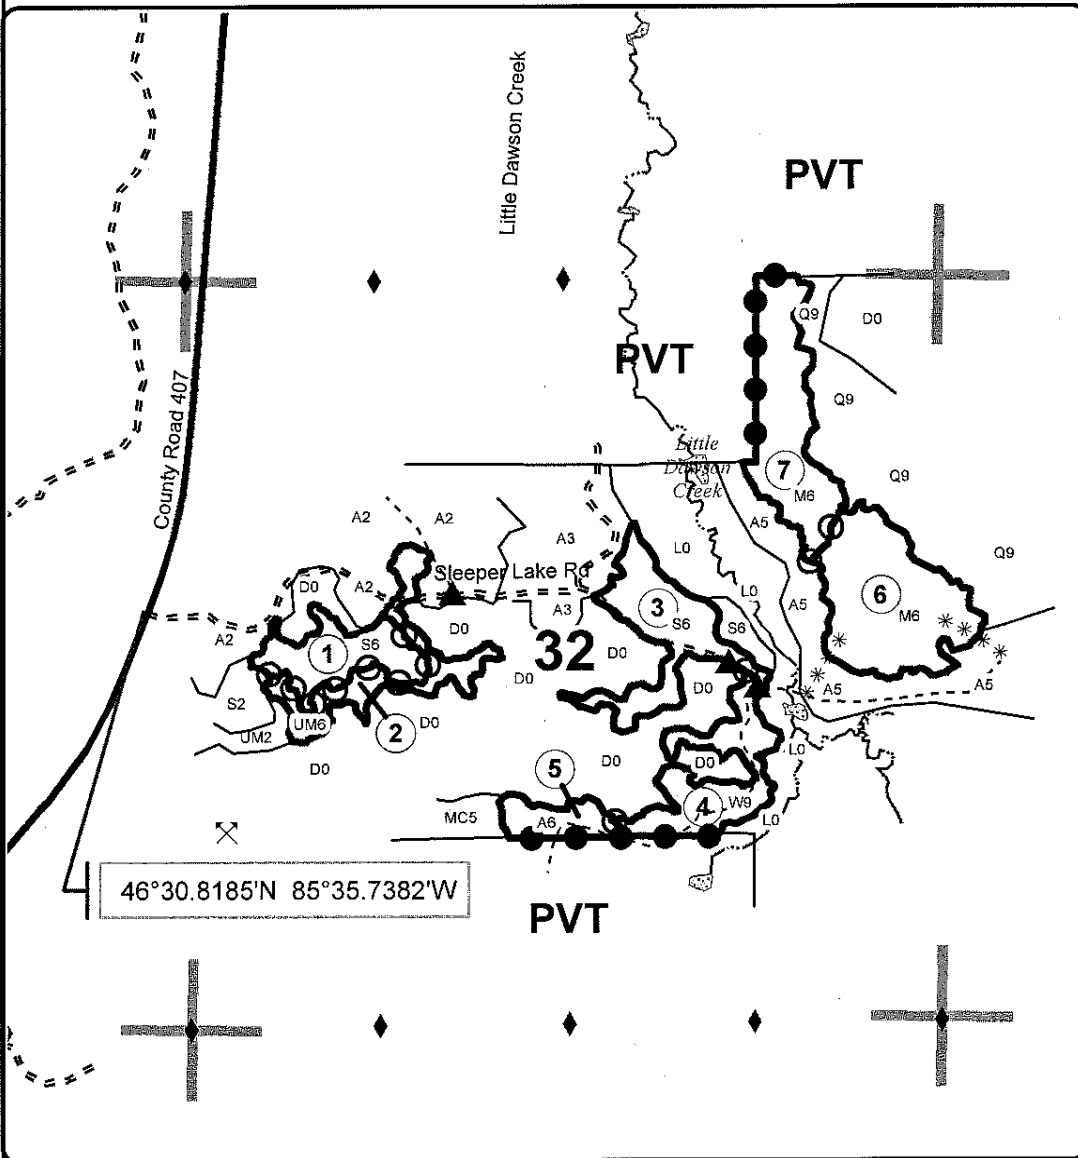 Little Dawson Creek
PVT
PVT
Q9
D0
County Road 407
Q9
Little
Dawson
Creek
7
M6
Q9
A2
A2
A5
A3
L0
Q9
Sleeper Lake Rd
D0
A2
L0
6
A3
3
A5
M6
S6
S6
D0
A2
S6
32
D0
1
D0
D0
A5
A5
S2
UM6
2
D0
UM2
L0
D0
D0
D0
5
4
W9
MC5
A6
L0
46°30.8185'N 85°35.7382'W
PVT